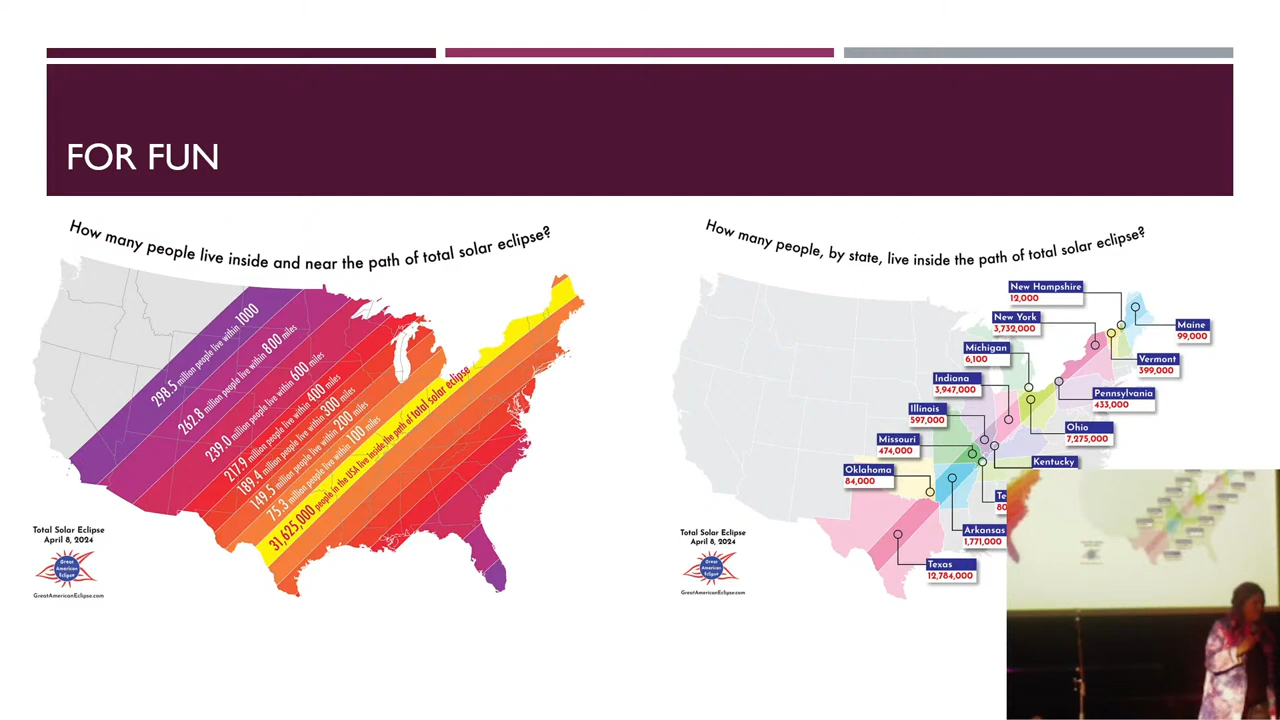 FOR FUN
How many people live inside and near the path of total solar eclipse?
298.5 million people live within 1000
262.8 million people live within 800 miles
239.0 million people live within 600 miles
217.9 million people live within 400 miles
189.4 million people live within 300 miles
149.5 million people live within 200 miles
75.3 million people live within 100 miles
31,625,000 people in the USA live inside the path of total solar eclipse
Total Solar Eclipse
April 8, 2024
Great
American
Eclipse
GreatAmericanEclipse.com
How many people, by state, live inside the path of total solar eclipse?
New Hampshire
12,000
New York
3,732,000
Maine
99,000
Michigan
6,100
Vermont
399,000
Indiana
3,947,000
Pennsylvania
433,000
Illinois
597,000
Ohio
7,275,000
Missouri
474,000
Kentucky
Oklahoma
84,000
Te
80
Arkansas
1,771,000
Texas
12,784,000
Total Solar Eclipse
April 8, 2024
Great
American
Eclipse
GreatAmericanEclipse.com